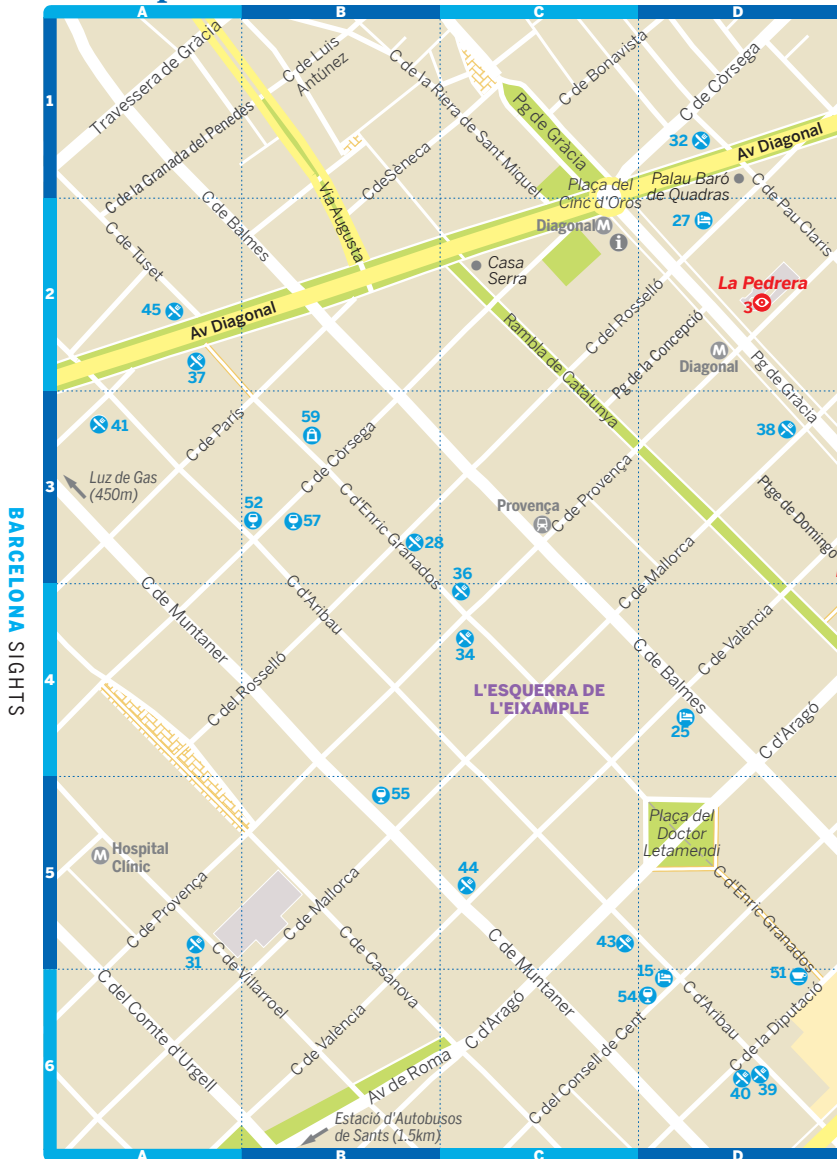 A
B
C
D
1
Travessera de Gràcia
C de Luis
Antúnez
C de la Riera de Sant Miquel
C de Bonavista
C de Còrsega
Pg de Gràcia
32
Av Diagonal
C de la Granada del Penedès
C de Sèneca
Plaça del
Cinc d'Oros
Palau Baró
de Quadras
C de Balmes
Via Augusta
C de Tuset
Diagonal
M
i
27
C de Pau Claris
2
Casa
Serra
La Pedrera
3
45
Av Diagonal
37
Rambla de Catalunya
C del Rosselló
Pg de la Concepció
M
Diagonal
Pg de Gràcia
41
C de París
59
C de Còrsega
38
3
Luz de Gas
(450m)
52
57
C d'Enric Granados
28
Provença
C de Provença
Ptge de Domingo
36
C de Mallorca
C de Muntaner
C d'Aribau
34
C de Balmes
C de València
BARCELONA SIGHTS
4
C del Rosselló
L'ESQUERRA DE
L'EIXAMPLE
25
C d'Aragó
55
Plaça del
Doctor
Letamendi
M
Hospital
Clínic
5
44
C de Provença
C de Mallorca
C d'Enric Granados
31
43
C de Villarroel
C de Casanova
C de Muntaner
15
54
51
C del Comte d'Urgell
C de València
C d'Aragó
C del Consell de Cent
C d'Aribau
C de la Diputació
6
Av de Roma
40
39
Estació d'Autobusos
de Sants (1.5km)
A
B
C
D